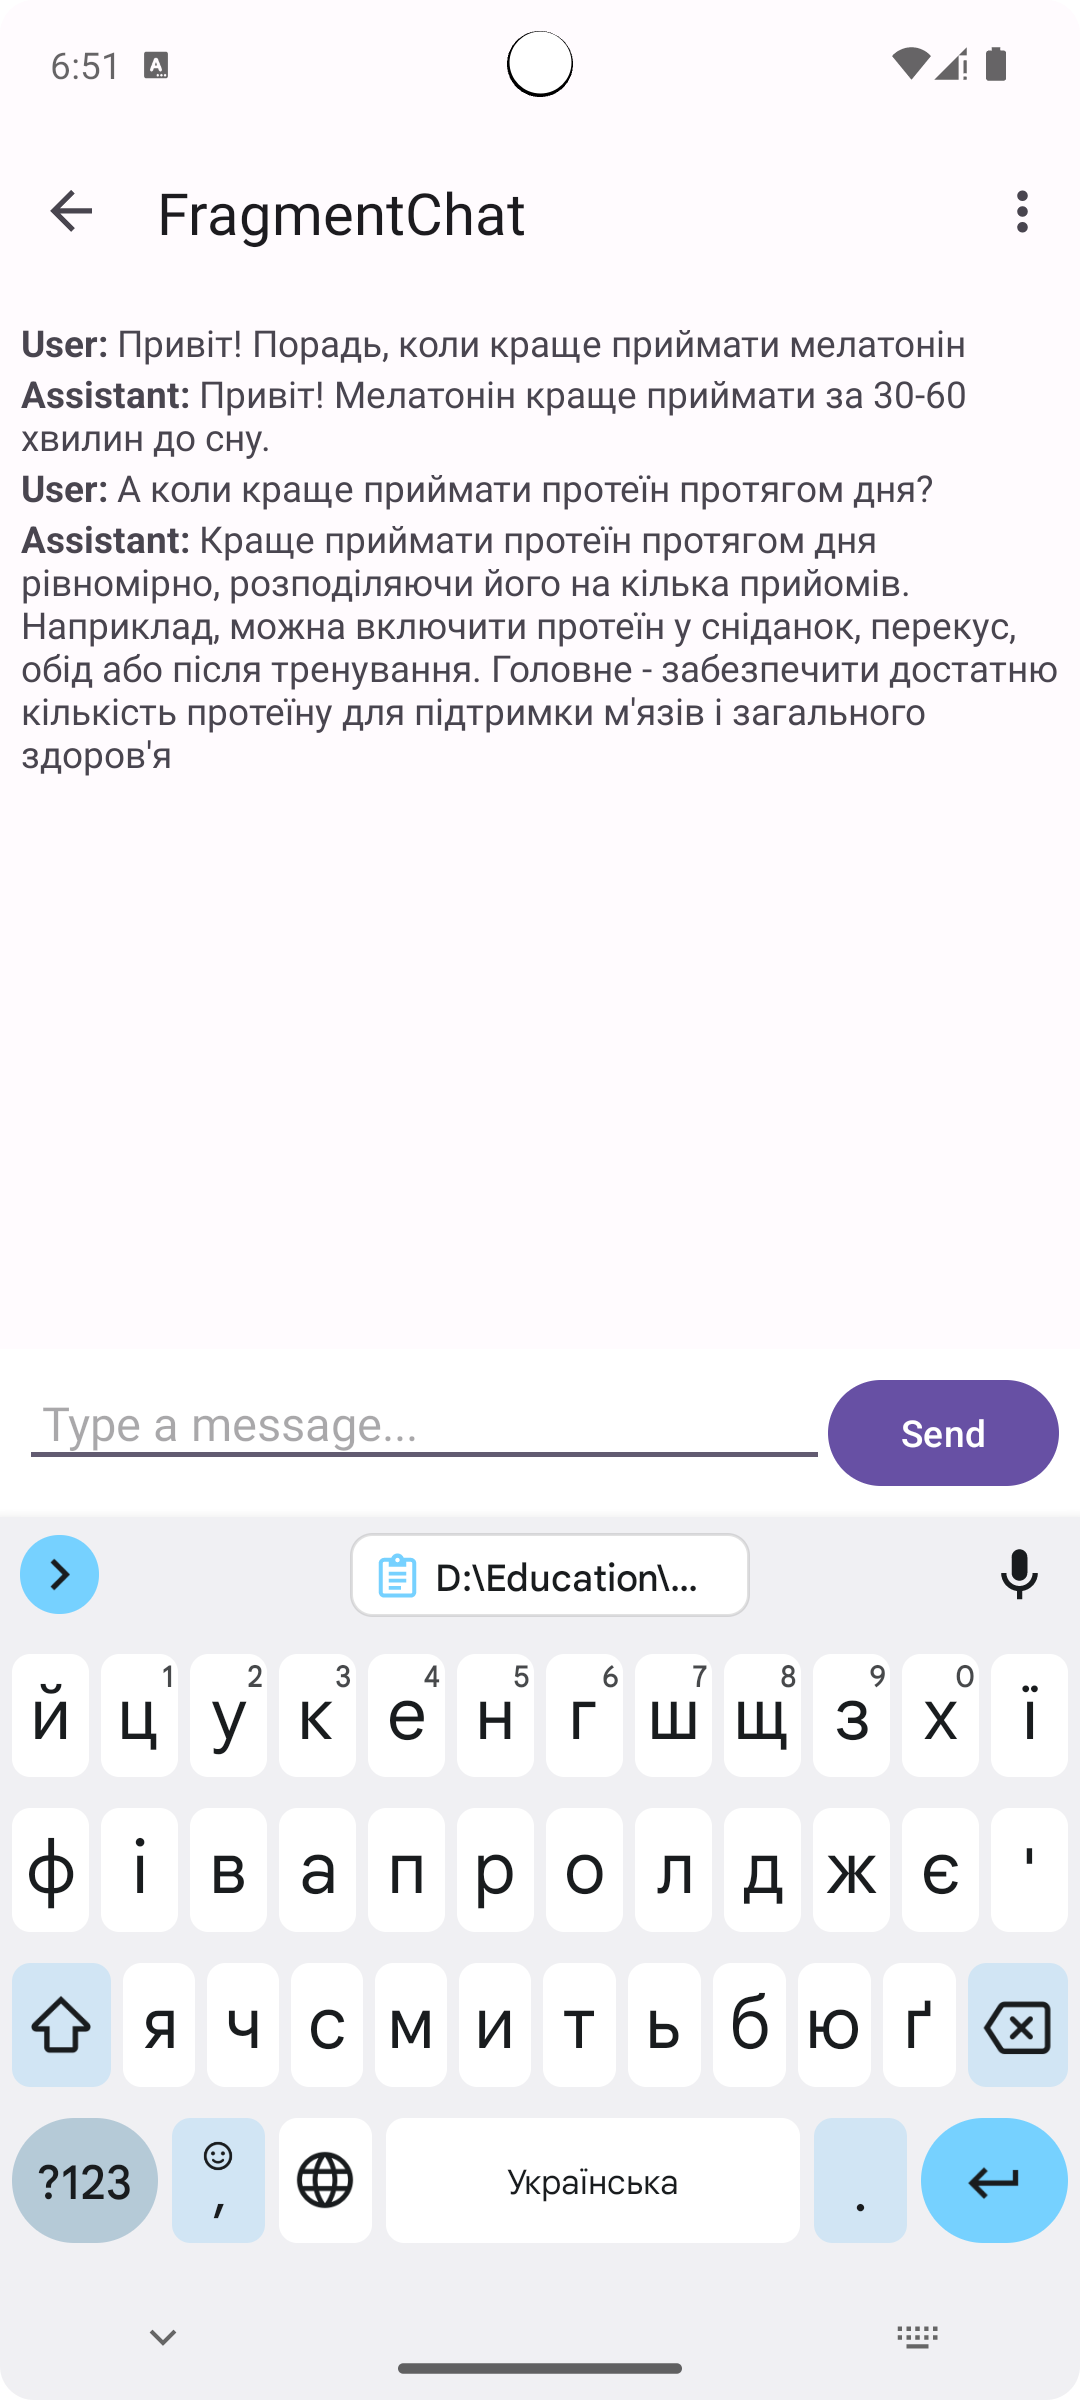 6:51
A
FragmentChat
User: Привіт! Порадь, коли краще приймати мелатонін
Assistant: Привіт! Мелатонін краще приймати за 30-60
хвилин до сну.
User: А коли краще приймати протеїн протягом дня?
Assistant: Краще приймати протеїн протягом дня
рівномірно, розподіляючи його на кілька прийомів.
Наприклад, можна включити протеїн у сніданок, перекус,
обід або після тренування. Головне - забезпечити достатню
кількість протеїну для підтримки м'язів і загального
здоров'я
Type a message...
Send
D:\Education\...
й ц 1 у 2 к 3 е 4 н 5 г 6 ш 7 щ 8 з 9 х 0 ї
ф і в а п р о л д ж є '
я ч с м и т ь б ю ґ
?123 , Українська .